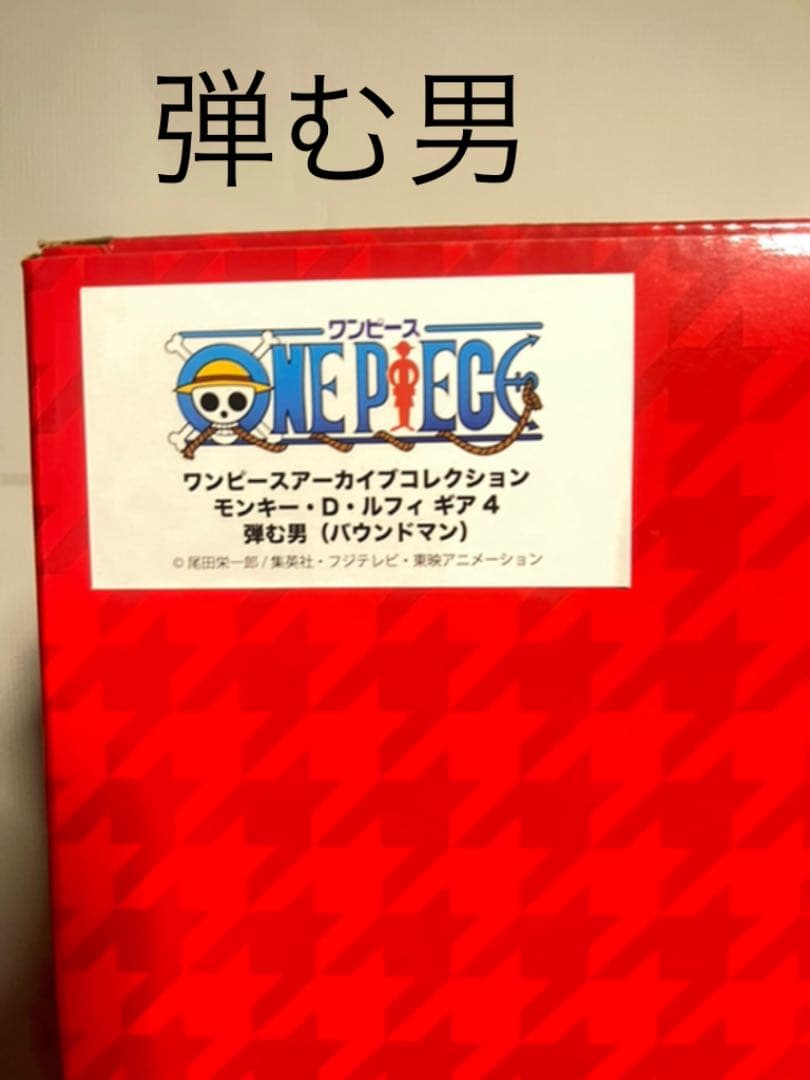 弾む男
ワンピース
ONE PIECE
ワンピースアーカイブコレクション
モンキー・D・ルフィ ギア4
弾む男（バウンドマン）
©尾田栄一郎/集英社・フジテレビ・東映アニメーション